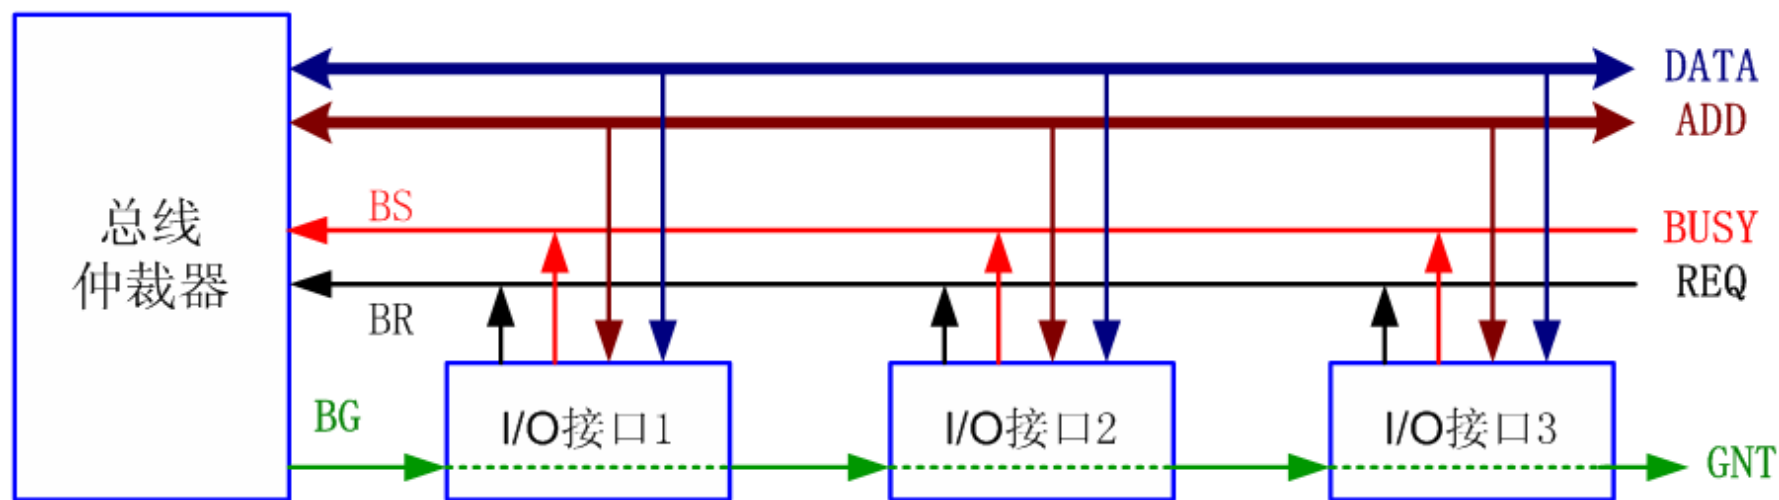 DATA
ADD
BS
BUSY
总线
仲裁器
REQ
BR
BG
I/O接口1
I/O接口2
I/O接口3
GNT